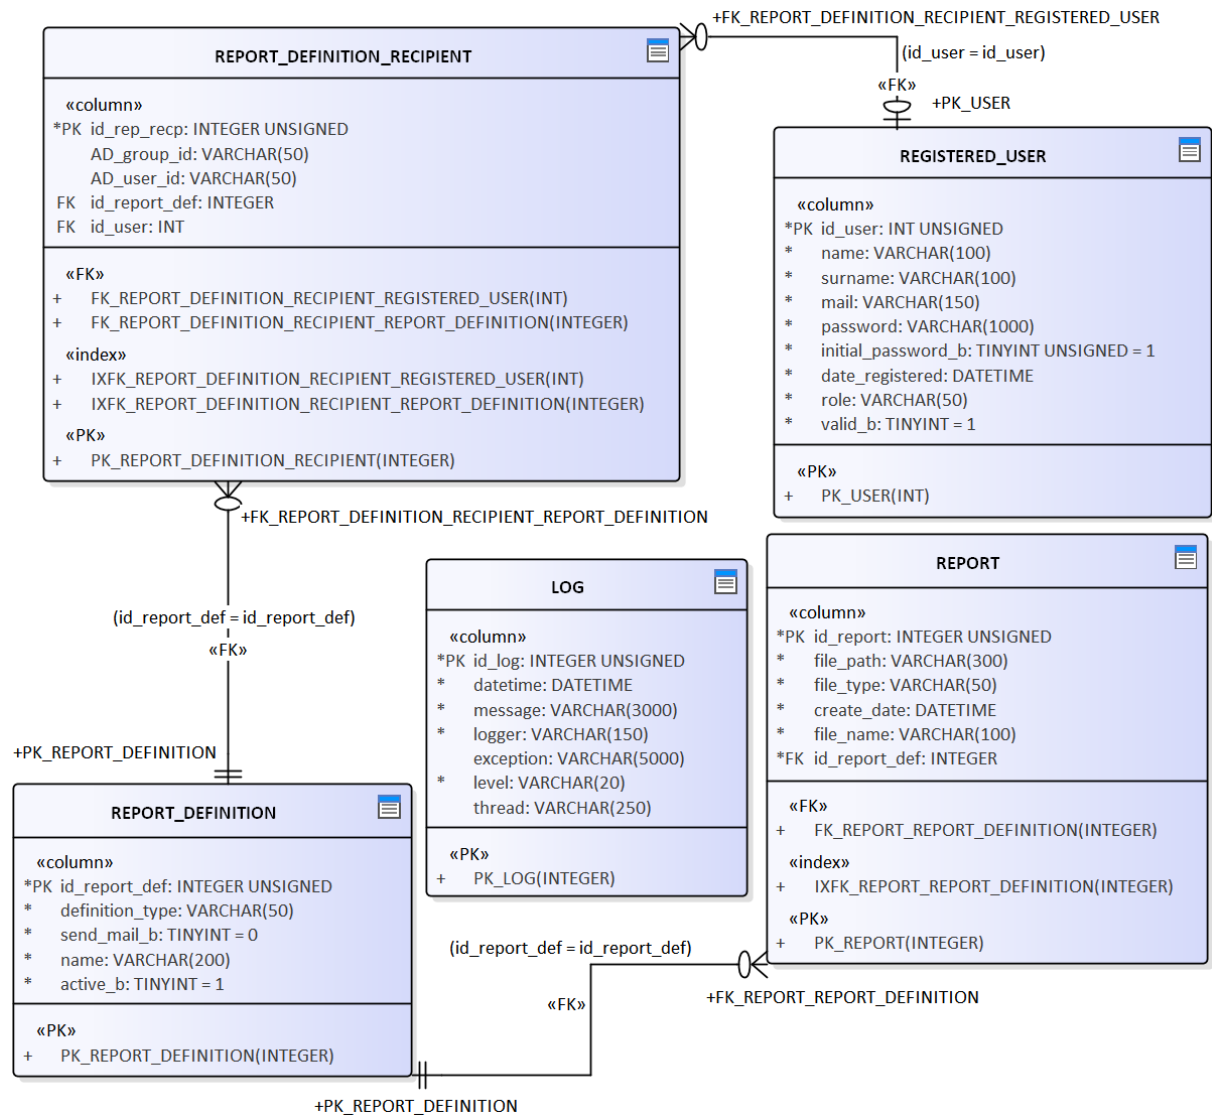 +FK_REPORT_DEFINITION_RECIPIENT_REGISTERED_USER
(id_user = id_user)
«FK»
+PK_USER
REPORT_DEFINITION_RECIPIENT
«column»
*PK id_rep_recp: INTEGER UNSIGNED
AD_group_id: VARCHAR(50)
AD_user_id: VARCHAR(50)
FK id_report_def: INTEGER
FK id_user: INT
«FK»
+ FK_REPORT_DEFINITION_RECIPIENT_REGISTERED_USER(INT)
+ FK_REPORT_DEFINITION_RECIPIENT_REPORT_DEFINITION(INTEGER)
«index»
+ IXFK_REPORT_DEFINITION_RECIPIENT_REGISTERED_USER(INT)
+ IXFK_REPORT_DEFINITION_RECIPIENT_REPORT_DEFINITION(INTEGER)
«PK»
+ PK_REPORT_DEFINITION_RECIPIENT(INTEGER)
REGISTERED_USER
«column»
*PK id_user: INT UNSIGNED
* name: VARCHAR(100)
* surname: VARCHAR(100)
* mail: VARCHAR(150)
* password: VARCHAR(1000)
* initial_password_b: TINYINT UNSIGNED = 1
* date_registered: DATETIME
* role: VARCHAR(50)
* valid_b: TINYINT = 1
«PK»
+ PK_USER(INT)
+FK_REPORT_DEFINITION_RECIPIENT_REPORT_DEFINITION
(id_report_def = id_report_def)
«FK»
+PK_REPORT_DEFINITION
LOG
«column»
*PK id_log: INTEGER UNSIGNED
* datetime: DATETIME
* message: VARCHAR(3000)
* logger: VARCHAR(150)
exception: VARCHAR(5000)
* level: VARCHAR(20)
thread: VARCHAR(250)
«PK»
+ PK_LOG(INTEGER)
REPORT
«column»
*PK id_report: INTEGER UNSIGNED
* file_path: VARCHAR(300)
* file_type: VARCHAR(50)
* create_date: DATETIME
* file_name: VARCHAR(100)
*FK id_report_def: INTEGER
«FK»
+ FK_REPORT_REPORT_DEFINITION(INTEGER)
«index»
+ IXFK_REPORT_REPORT_DEFINITION(INTEGER)
«PK»
+ PK_REPORT(INTEGER)
REPORT_DEFINITION
«column»
*PK id_report_def: INTEGER UNSIGNED
* definition_type: VARCHAR(50)
* send_mail_b: TINYINT = 0
* name: VARCHAR(200)
* active_b: TINYINT = 1
«PK»
+ PK_REPORT_DEFINITION(INTEGER)
(id_report_def = id_report_def)
«FK»
+FK_REPORT_REPORT_DEFINITION
+PK_REPORT_DEFINITION